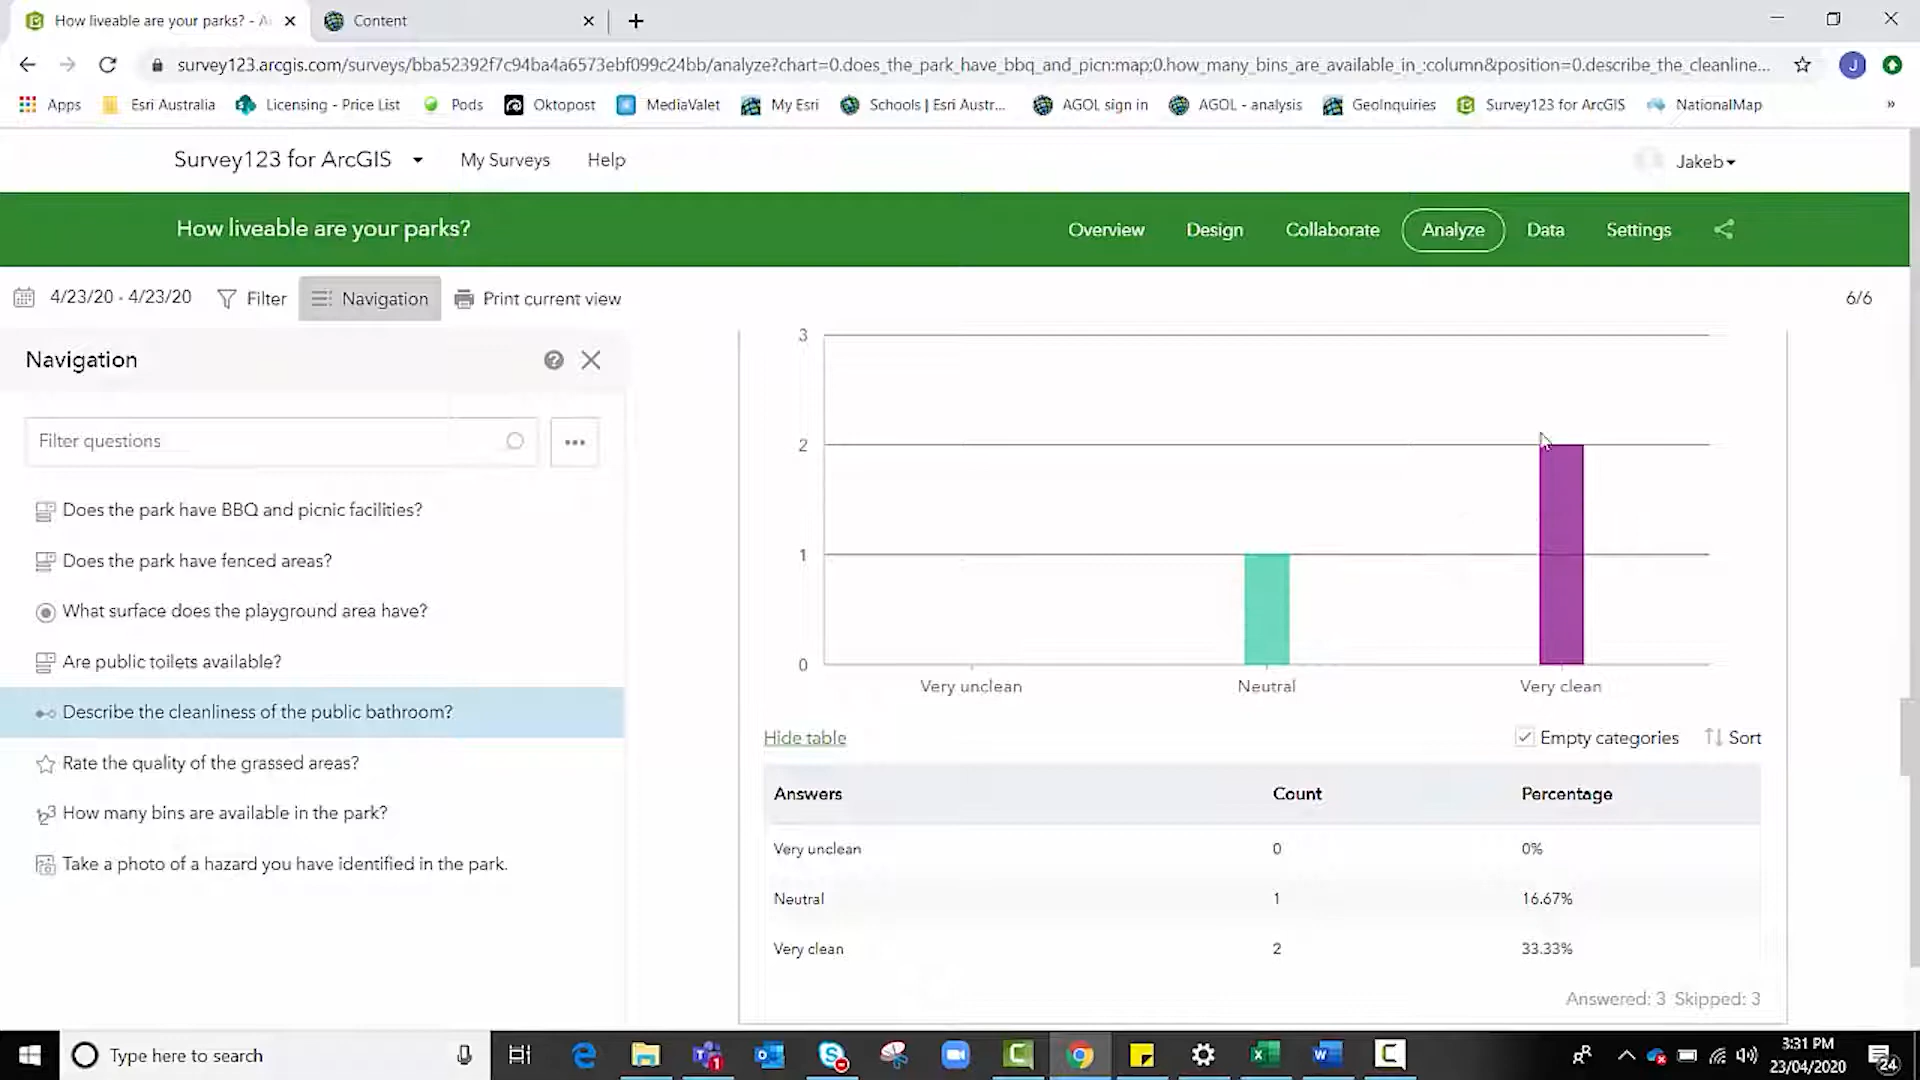 How liveable are your parks? - A
Content
survey123.arcgis.com/surveys/bba52392f7c94ba4a6573ebf099c24bb/analyze?chart=0.does_the_park_have_bbq_and_picn:map;0.how_many_bins_are_available_in_:column&position=0.describe_the_cleanline...
J
Apps Esri Australia Licensing - Price List Pods Oktopost MediaValet My Esri Schools | Esri Austr... AGOL sign in AGOL - analysis GeoInquiries Survey123 for ArcGIS NationalMap »
Survey123 for ArcGIS My Surveys Help Jakeb
How liveable are your parks? Overview Design Collaborate Analyze Data Settings
4/23/20 - 4/23/20 Filter Navigation Print current view 6/6
Navigation
Filter questions
Does the park have BBQ and picnic facilities?
Does the park have fenced areas?
What surface does the playground area have?
Are public toilets available?
Describe the cleanliness of the public bathroom?
Rate the quality of the grassed areas?
How many bins are available in the park?
Take a photo of a hazard you have identified in the park.
3
2
1
0
Very unclean Neutral Very clean
Hide table Empty categories Sort
Answers Count Percentage
Very unclean 0 0%
Neutral 1 16.67%
Very clean 2 33.33%
Answered: 3 Skipped: 3
Type here to search
3:31 PM
23/04/2020
24